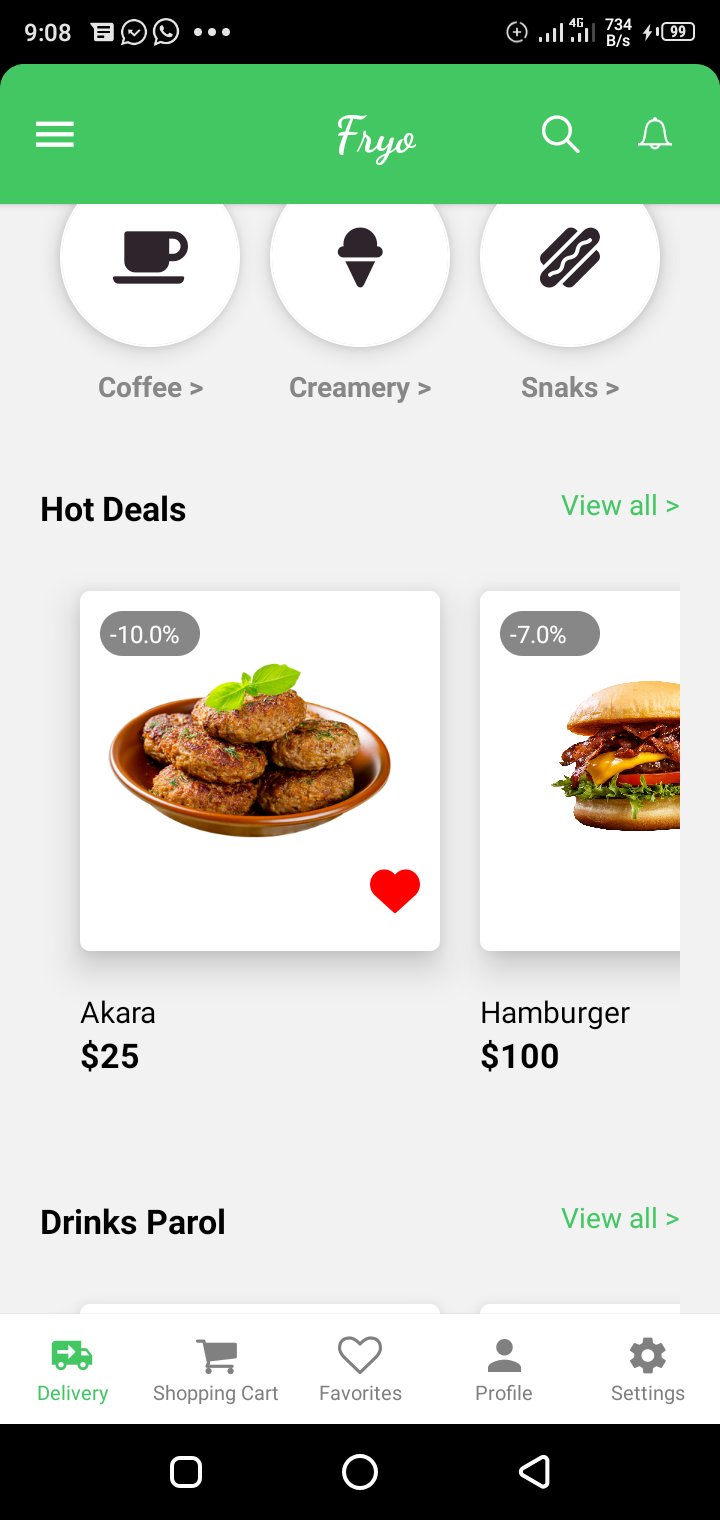 9:08
4G
734
B/s
99
Fryo
Coffee >
Creamery >
Snaks >
Hot Deals
View all >
-10.0%
-7.0%
Akara
$25
Hamburger
$100
Drinks Parol
View all >
Delivery
Shopping Cart
Favorites
Profile
Settings